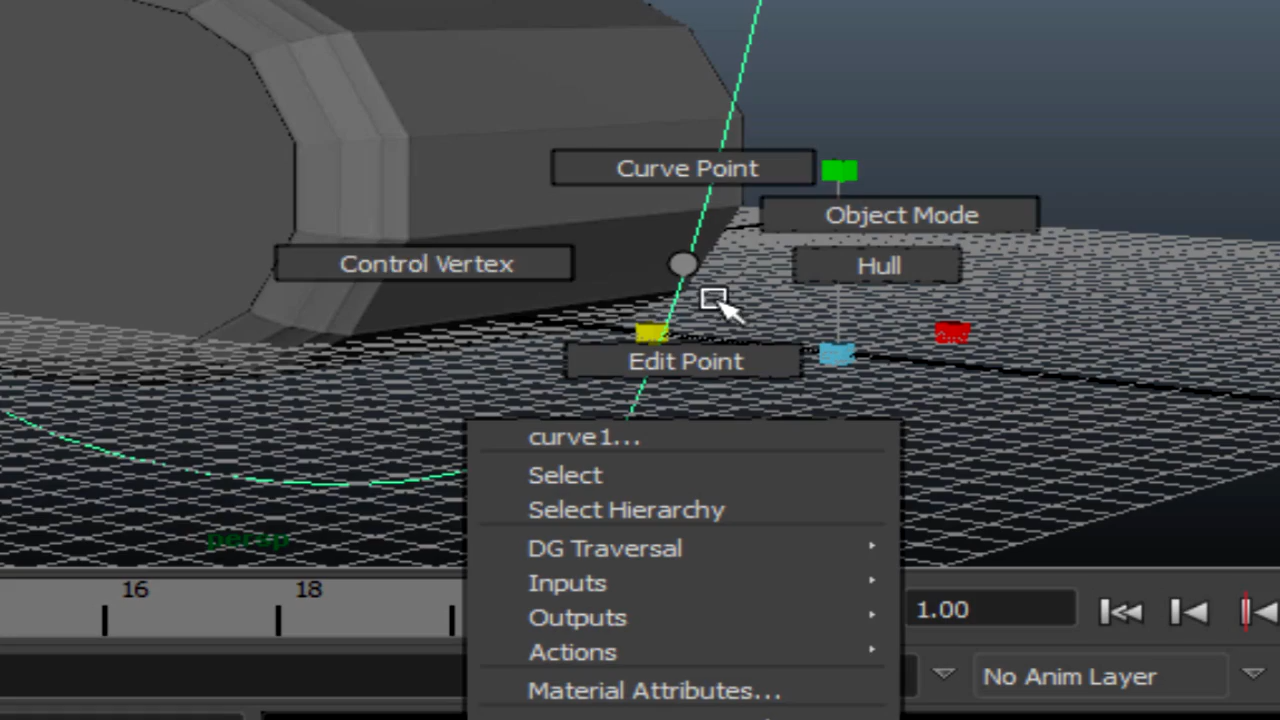 Curve Point
Object Mode
Control Vertex
Hull
Edit Point
curve1...
Select
Select Hierarchy
persp
DG Traversal
Inputs
16
18
1.00
Outputs
Actions
No Anim Layer
Material Attributes...